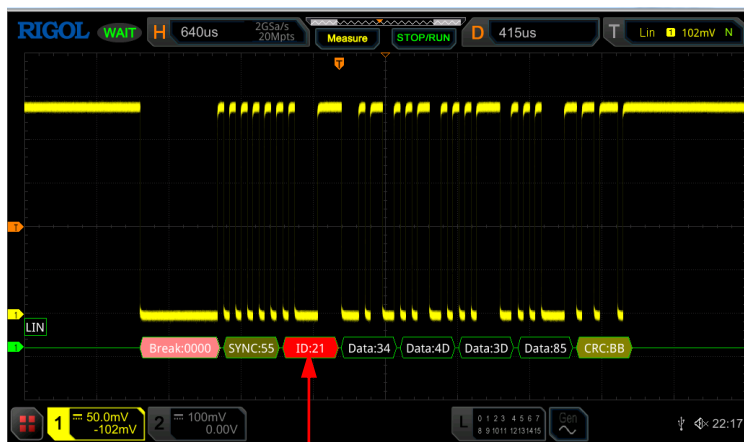 RIGOL WAIT H 640us 2GSa/s 20Mpts Measure STOP/RUN D 415us T Lin 1 102mV N
T
T
1
LIN
T Break:0000 SYNC:55 ID:21 Data:34 Data:4D Data:3D Data:85 CRC:BB
1 50.0mV -102mV 2 100mV 0.00V L 0 1 2 3 4 5 6 7 8 9 10 11 12 13 14 15 Gen 22:17